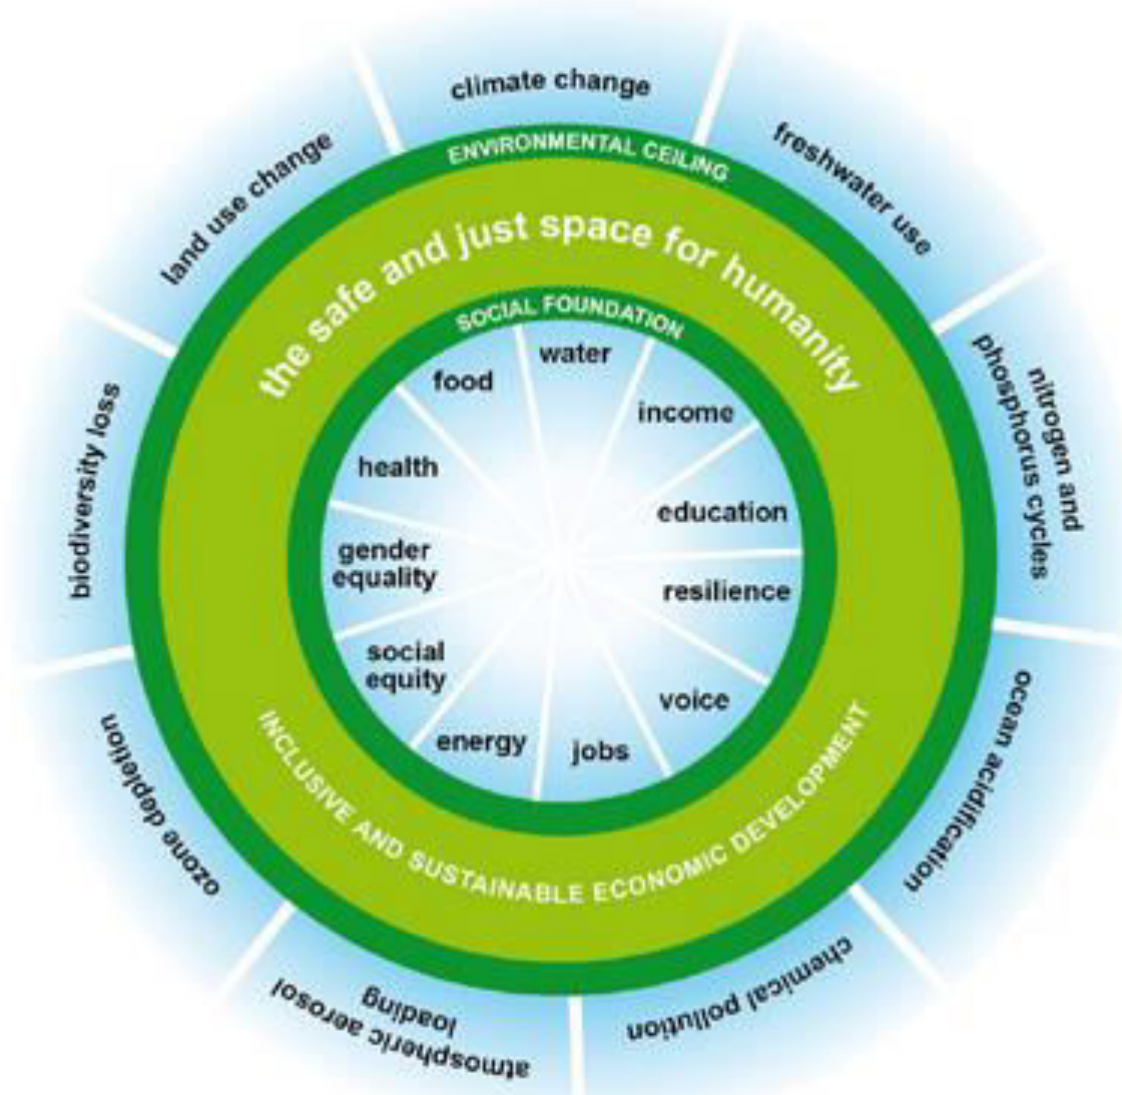 climate change
freshwater use
nitrogen and
phosphorus cycles
ocean acidification
chemical pollution
atmospheric aerosol
loading
ozone depletion
biodiversity loss
land use change
ENVIRONMENTAL CEILING
the safe and just space for humanity
SOCIAL FOUNDATION
water
income
education
resilience
voice
jobs
energy
social
equity
gender
equality
health
food
INCLUSIVE AND SUSTAINABLE ECONOMIC DEVELOPMENT